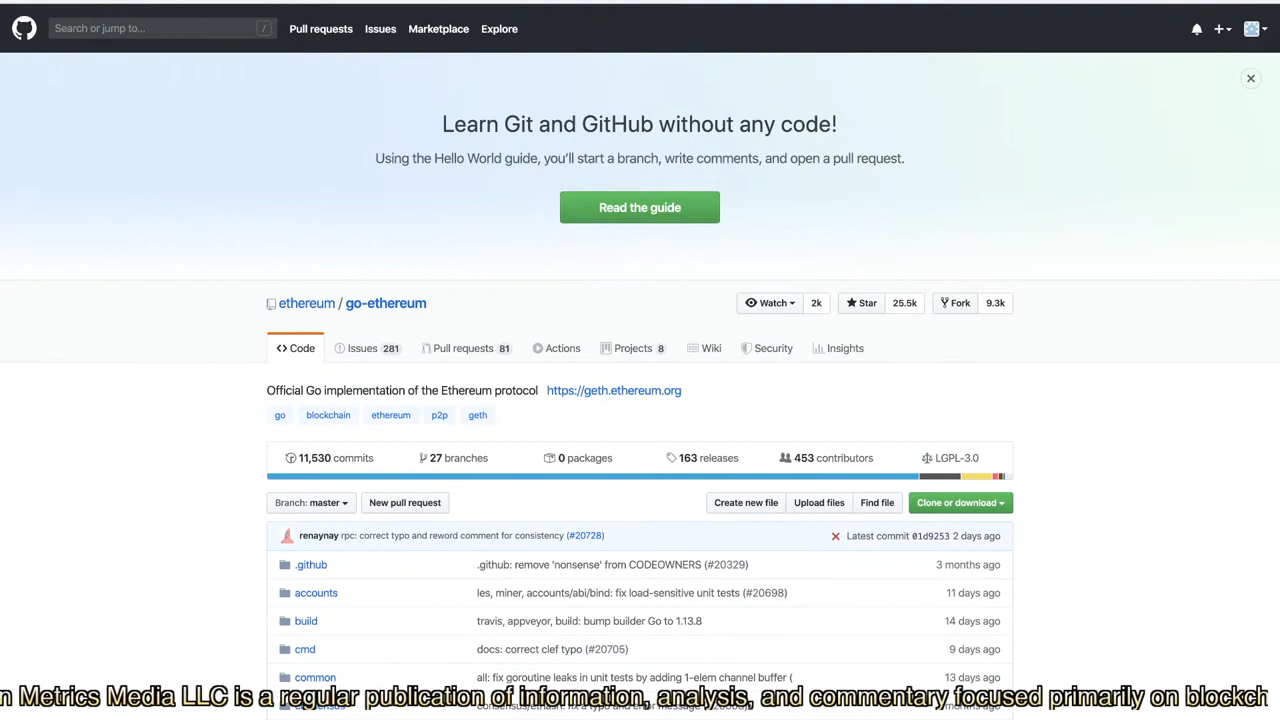 Search or jump to... /
Pull requests Issues Marketplace Explore
Learn Git and GitHub without any code!
Using the Hello World guide, you'll start a branch, write comments, and open a pull request.
Read the guide
ethereum / go-ethereum
Watch 2k Star 25.5k Fork 9.3k
Code Issues 281 Pull requests 81 Actions Projects 8 Wiki Security Insights
Official Go implementation of the Ethereum protocol https://geth.ethereum.org
go blockchain ethereum p2p geth
11,530 commits 27 branches 0 packages 163 releases 453 contributors LGPL-3.0
Branch: master New pull request Create new file Upload files Find file Clone or download
renaynay rpc: correct typo and reword comment for consistency (#20728) Latest commit 01d9253 2 days ago
.github .github: remove 'nonsense' from CODEOWNERS (#20329) 3 months ago
accounts les, miner, accounts/abi/bind: fix load-sensitive unit tests (#20698) 11 days ago
build travis, appveyor, build: bump builder Go to 1.13.8 14 days ago
cmd docs: correct clef typo (#20705) 9 days ago
common all: fix goroutine leaks in unit tests by adding 1-elem channel buffer ( 13 days ago
n Metrics Media LLC is a regular publication of information, analysis, and commentary focused primarily on blockch